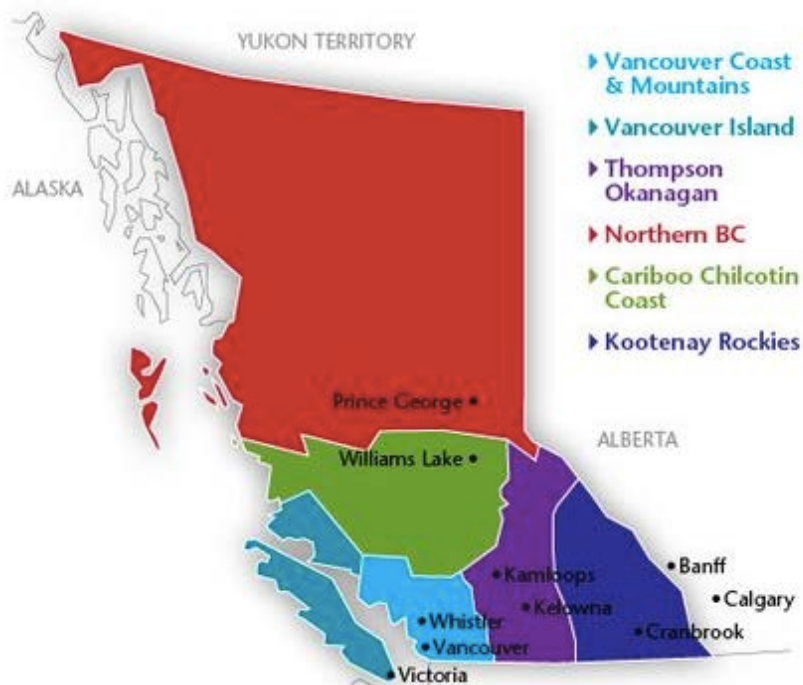 YUKON TERRITORY
Vancouver Coast
& Mountains
Vancouver Island
ALASKA
Thompson
Okanagan
Northern BC
Cariboo Chilcotin
Coast
Kootenay Rockies
Prince George
ALBERTA
Williams Lake
Banff
Kamloops
Calgary
Kelowna
Whistler
Cranbrook
Vancouver
Victoria